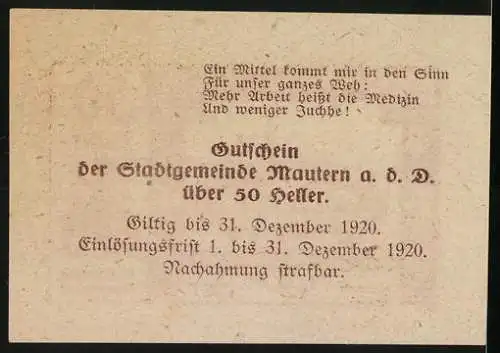 Ein Mittel kommt mir in den Sinn
Für unser ganzes Weh:
Mehr Arbeit heißt die Medizin
Und weniger Juchhe!
Gutschein
der Stadtgemeinde Mautern a. d. D.
über 50 Heller.
Giltig bis 31. Dezember 1920.
Einlösungsfrist 1. bis 31. Dezember 1920.
Nachahmung strafbar.